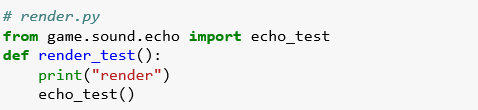 # render.py
from game.sound.echo import echo_test
def render_test():
    print("render")
    echo_test()